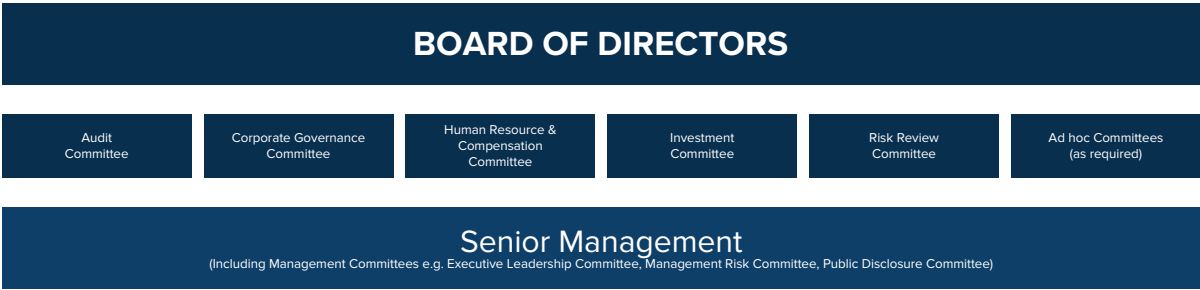 BOARD OF DIRECTORS
Audit
Committee
Corporate Governance
Committee
Human Resource &
Compensation
Committee
Investment
Committee
Risk Review
Committee
Ad hoc Committees
(as required)
Senior Management
(Including Management Committees e.g. Executive Leadership Committee, Management Risk Committee, Public Disclosure Committee)